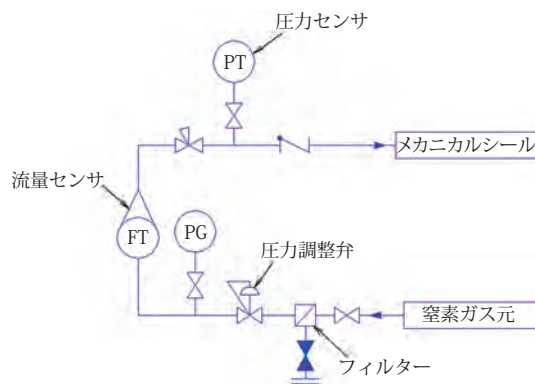 圧力センサ
PT
メカニカルシール
流量センサ
FT
PG
圧力調整弁
窒素ガス元
フィルター